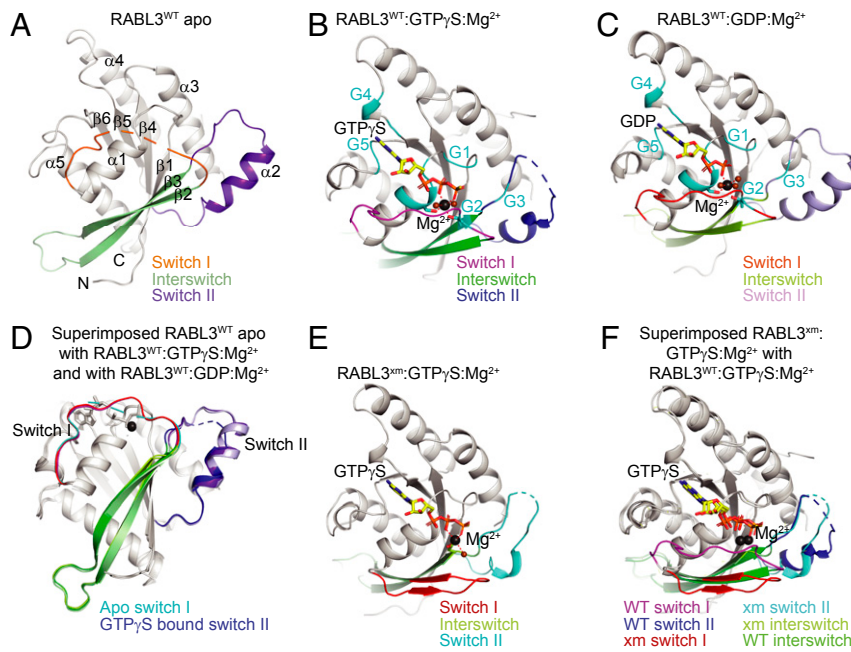 A
RABL3WT apo
α4
α3
β6
β5
β4
α5
α1
β1
β3
β2
α2
C
N
Switch I
Interswitch
Switch II
B
RABL3WT:GTPγS:Mg2+
G4
GTPγS
G5
G1
G2
G3
Mg2+
Switch I
Interswitch
Switch II
C
RABL3WT:GDP:Mg2+
G4
GDP
G5
G1
G3
G2
Mg2+
Switch I
Interswitch
Switch II
D
Superimposed RABL3WT apo
with RABL3WT:GTPγS:Mg2+
and with RABL3WT:GDP:Mg2+
Switch I
Switch II
Apo switch I
GTPγS bound switch II
E
RABL3xm:GTPγS:Mg2+
GTPγS
Mg2+
Switch I
Interswitch
Switch II
F
Superimposed RABL3xm:
GTPγS:Mg2+ with
RABL3WT:GTPγS:Mg2+
GTPγS
Mg2+
WT switch I
WT switch II
xm switch I
xm switch II
xm interswitch
WT interswitch